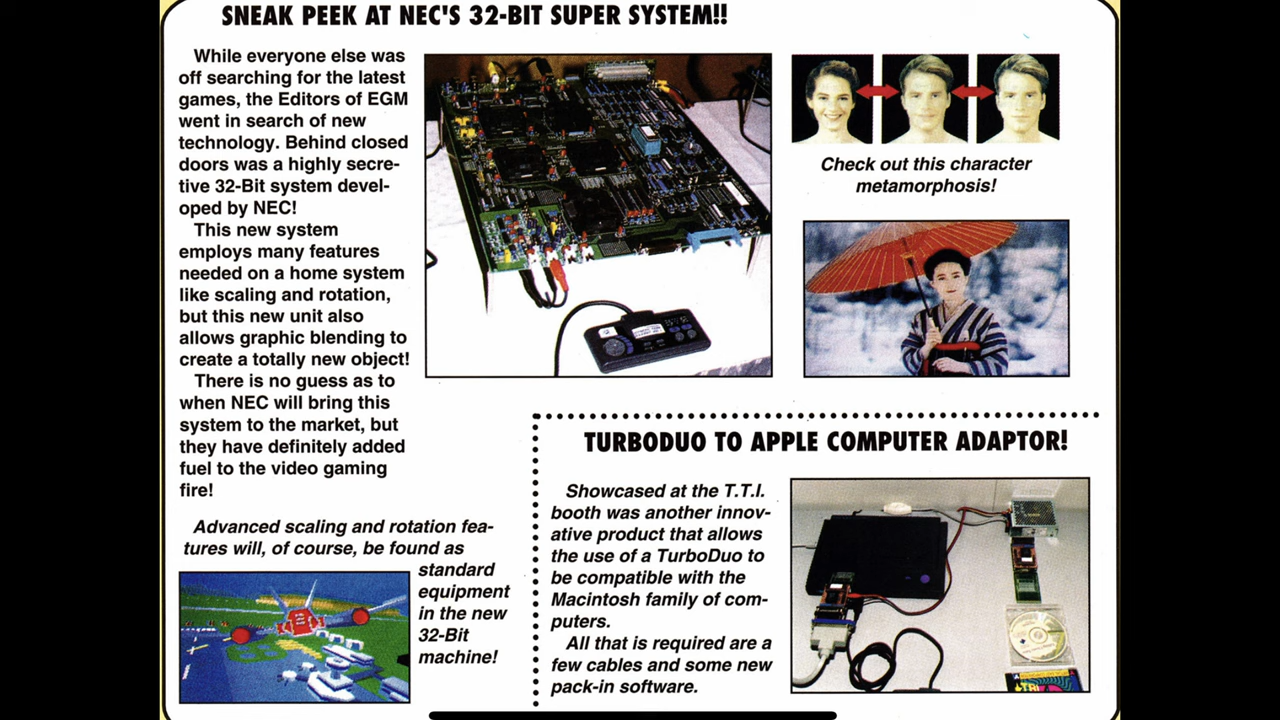 SNEAK PEEK AT NEC'S 32-BIT SUPER SYSTEM!!
While everyone else was
off searching for the latest
games, the Editors of EGM
went in search of new
technology. Behind closed
doors was a highly secre-
tive 32-Bit system devel-
oped by NEC!
This new system
employs many features
needed on a home system
like scaling and rotation,
but this new unit also
allows graphic blending to
create a totally new object!
There is no guess as to
when NEC will bring this
system to the market, but
they have definitely added
fuel to the video gaming
fire!
Advanced scaling and rotation fea-
tures will, of course, be found as
standard
equipment
in the new
32-Bit
machine!
Check out this character
metamorphosis!
TURBODUO TO APPLE COMPUTER ADAPTOR!
Showcased at the T.T.I.
booth was another innov-
ative product that allows
the use of a TurboDuo to
be compatible with the
Macintosh family of com-
puters.
All that is required are a
few cables and some new
pack-in software.